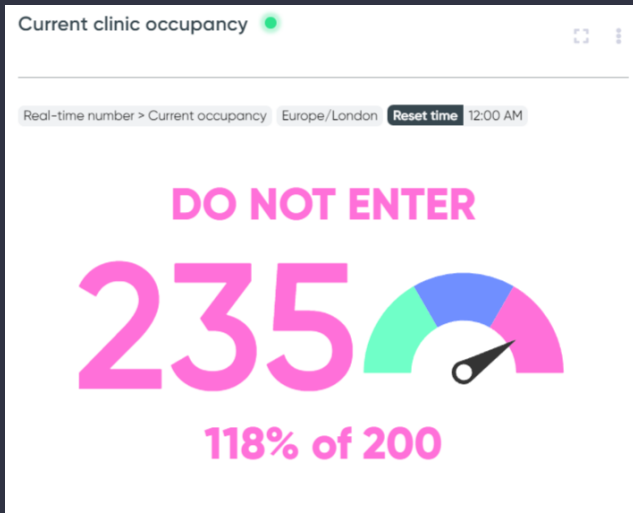 Current clinic occupancy
Real-time number > Current occupancy Europe/London Reset time 12:00 AM
DO NOT ENTER
235
118% of 200